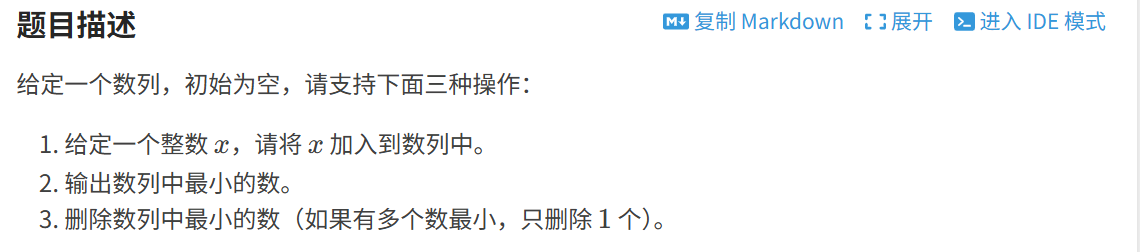 题目描述 复制 Markdown 展开 进入 IDE 模式
给定一个数列，初始为空，请支持下面三种操作：
1. 给定一个整数 x，请将 x 加入到数列中。
2. 输出数列中最小的数。
3. 删除数列中最小的数（如果有多个数最小，只删除 1 个）。